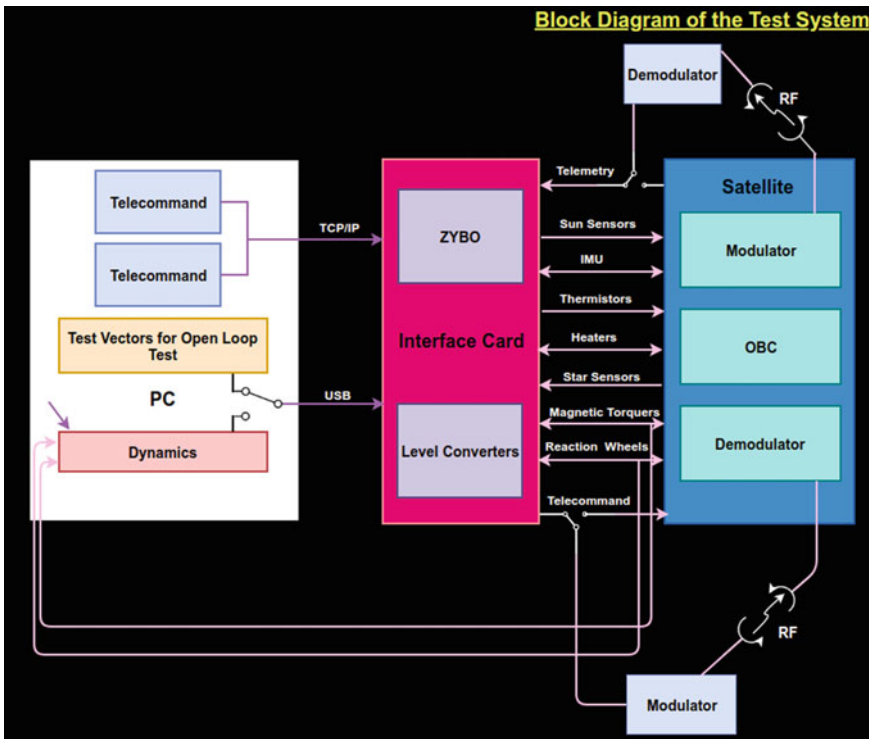 Block Diagram of the Test System
Demodulator
RF
Telecommand
Telecommand
Test Vectors for Open Loop
Test
PC
Dynamics
TCP/IP
USB
ZYBO
Interface Card
Level Converters
Telemetry
Sun Sensors
IMU
Thermistors
Heaters
Star Sensors
Magnetic Torquers
Reaction Wheels
Telecommand
Satellite
Modulator
OBC
Demodulator
RF
Modulator